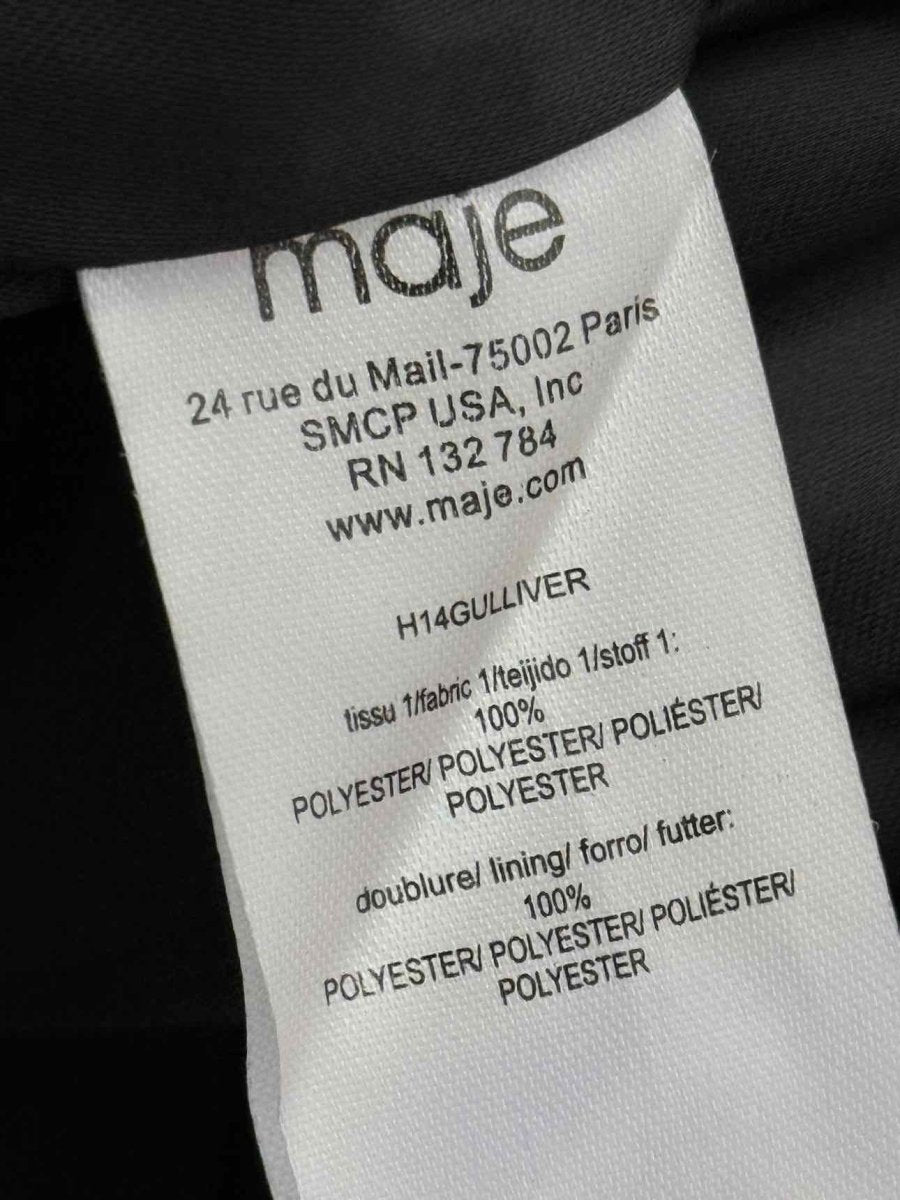 maje
24 rue du Mail-75002 Paris
SMCP USA, Inc
RN 132 784
www.maje.com
H14GULLIVER
tissu 1/fabric 1/teijido 1/stoff 1:
100%
POLYESTER/ POLYESTER/ POLIÉSTER/
POLYESTER
doublure/ lining/ forro/ futter:
100%
POLYESTER/ POLYESTER/ POLIÉSTER/
POLYESTER